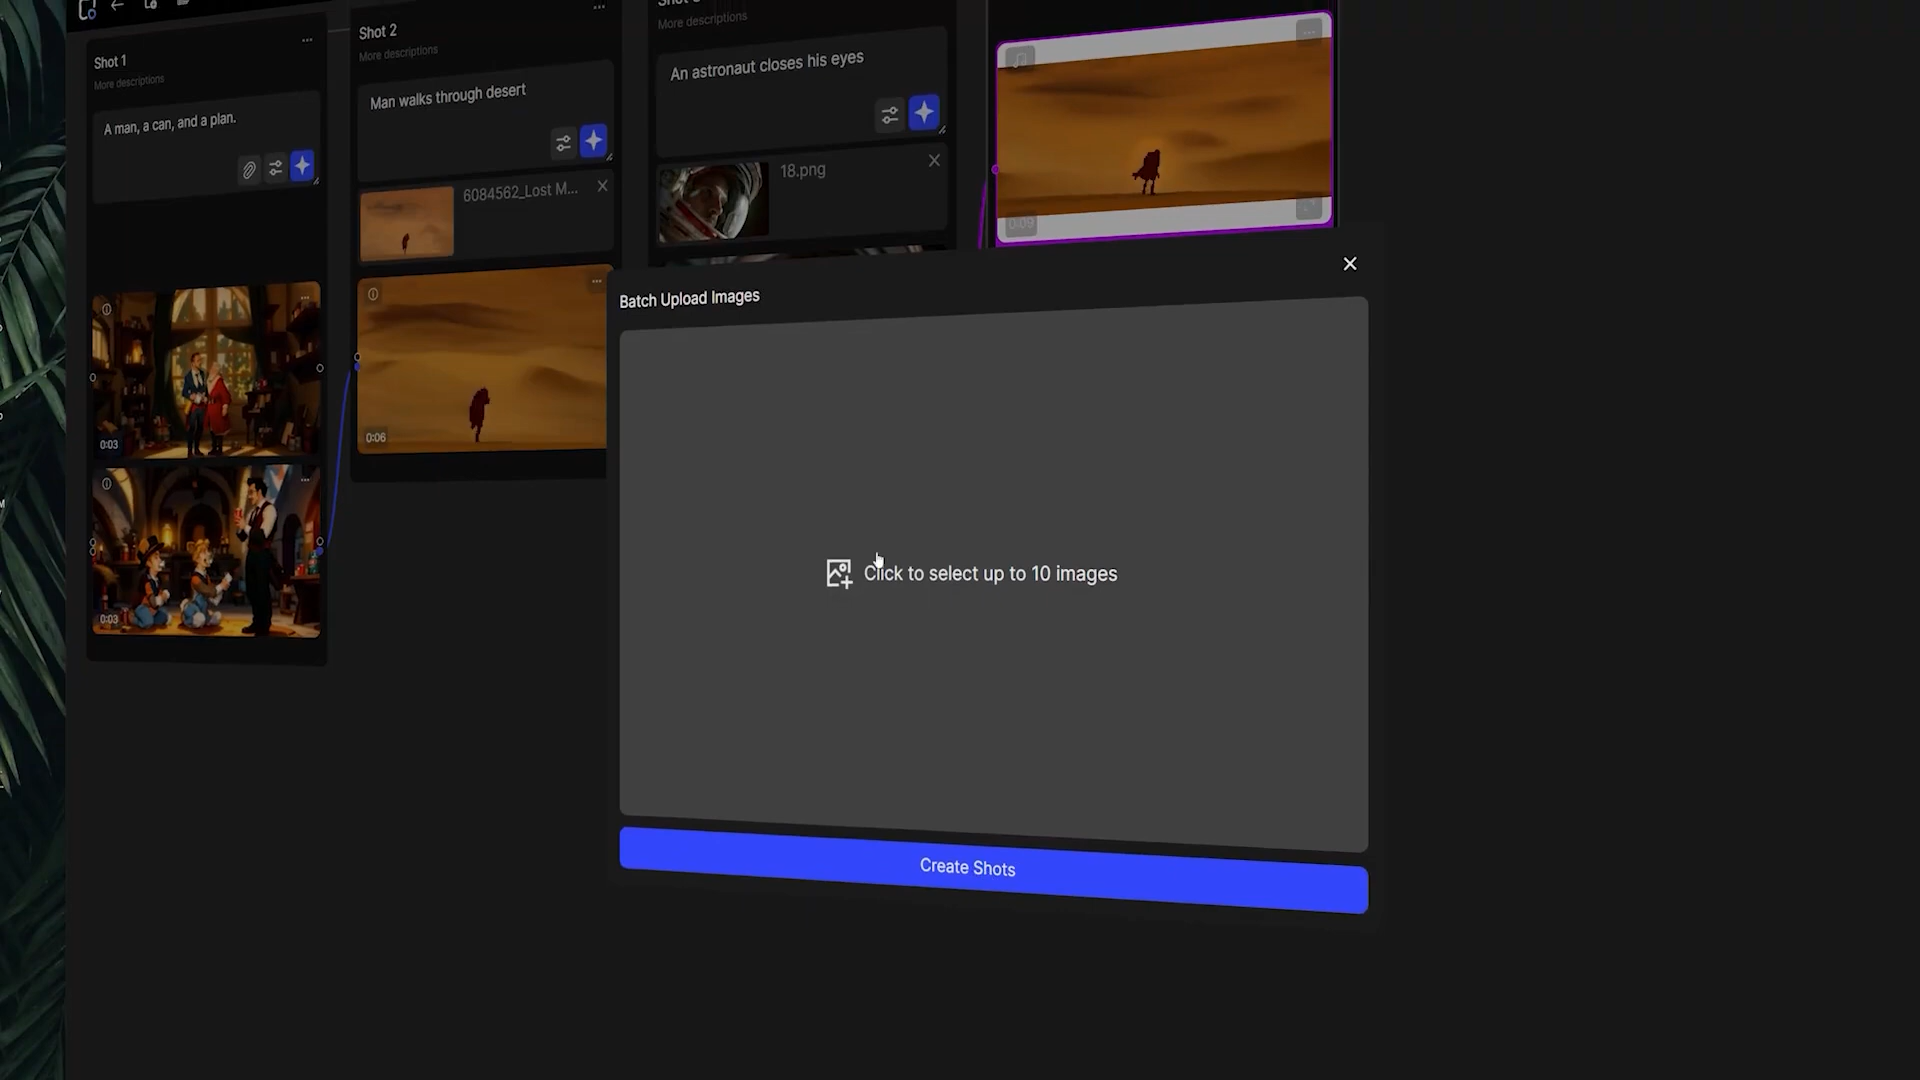 Shot 1
More descriptions
A man, a can, and a plan.
0:03
0:03
Shot 2
More descriptions
Man walks through desert
6084562_Lost M...
0:06
More descriptions
An astronaut closes his eyes
18.png
0:09
Batch Upload Images
Click to select up to 10 images
Create Shots